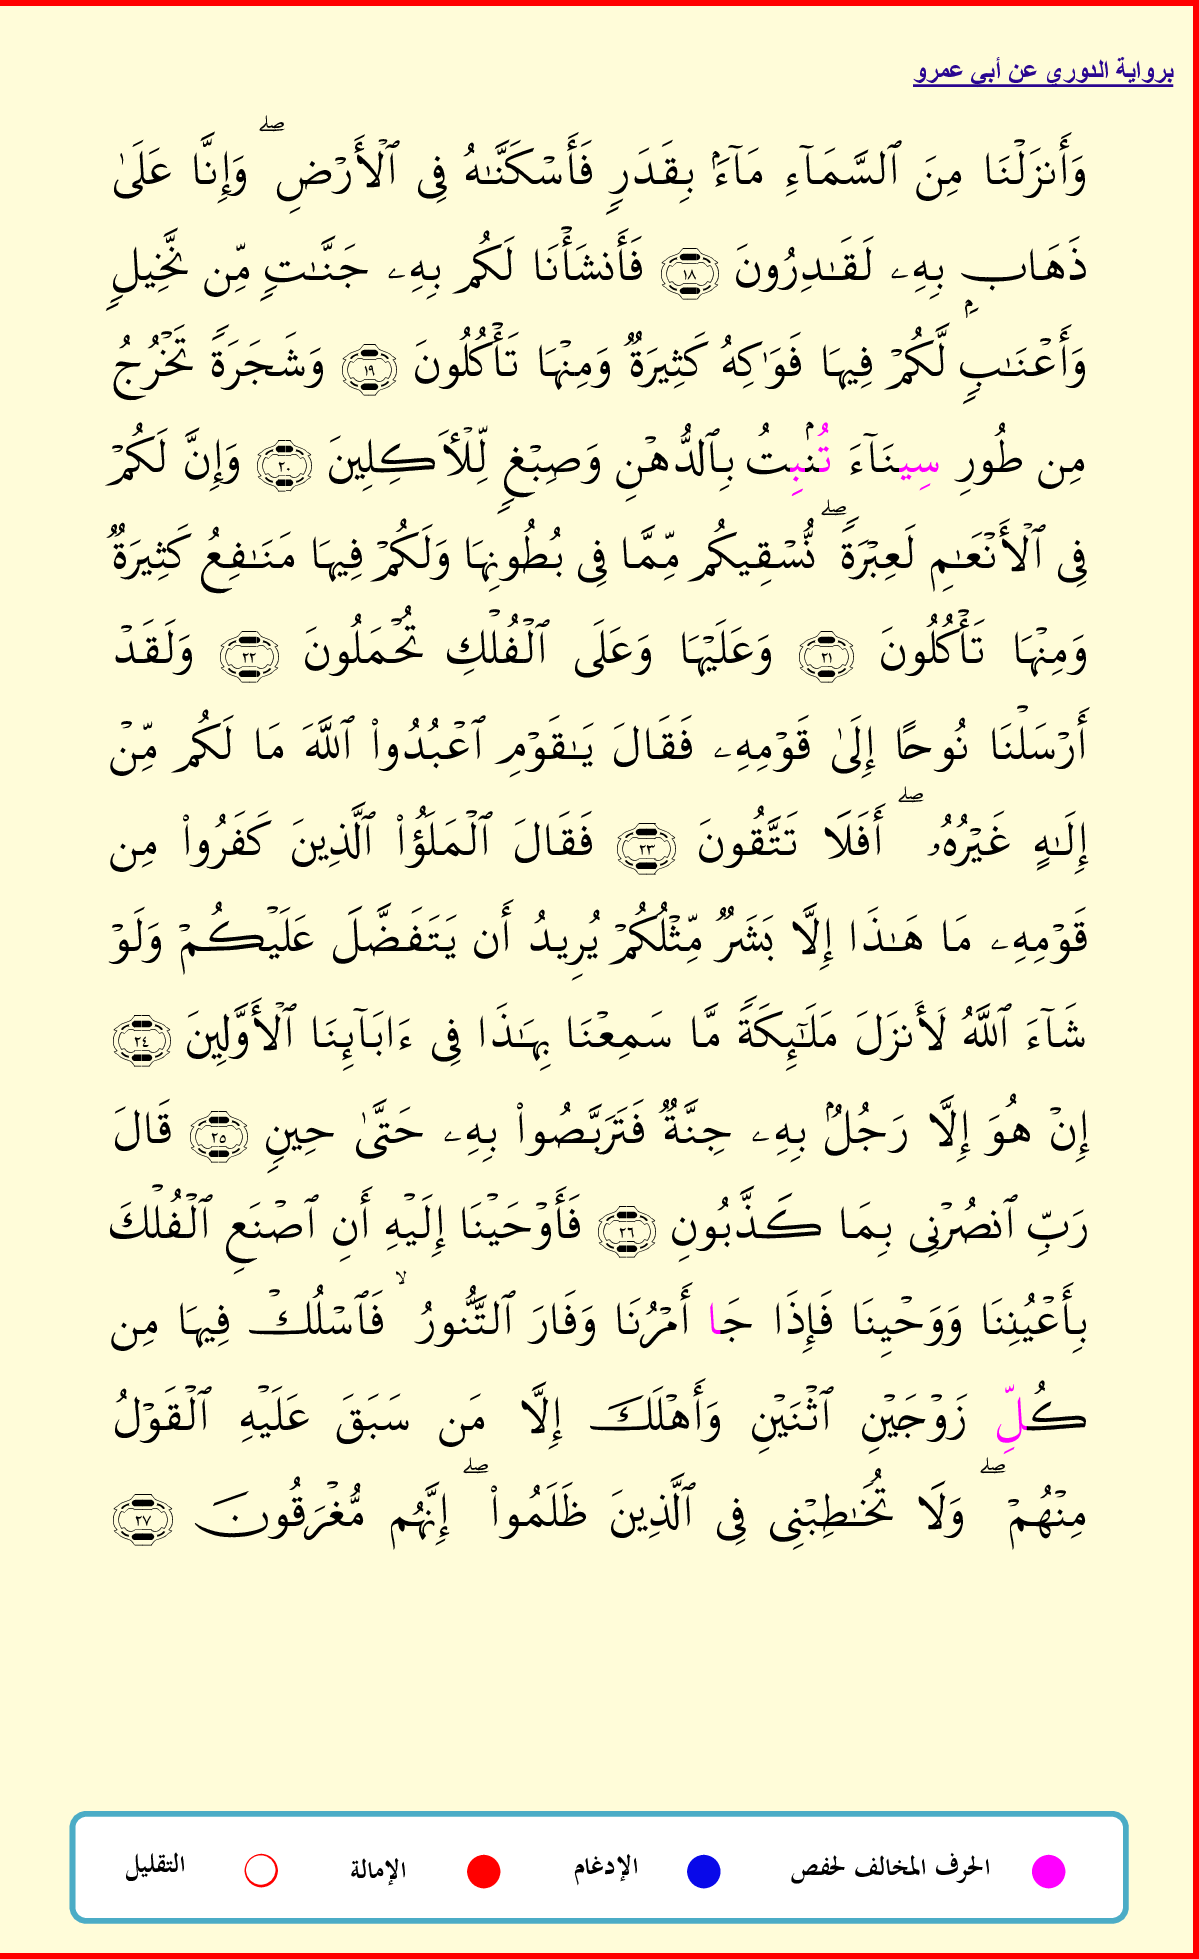 برواية الدوري عن أبي عمرو
وَأَنزَلْنَا مِنَ ٱلسَّمَآءِ مَآءَۢ بِقَدَرٍ فَأَسْكَنَّـٰهُ فِى ٱلْأَرْضِ ۖ وَإِنَّا عَلَىٰ
ذَهَابِۭ بِهِۦ لَقَـٰدِرُونَ ١٨ فَأَنشَأْنَا لَكُم بِهِۦ جَنَّـٰتٍ مِّن نَّخِيلٍ
وَأَعْنَـٰبٍ لَّكُمْ فِيهَا فَوَٰكِهُ كَثِيرَةٌ وَمِنْهَا تَأْكُلُونَ ١٩ وَشَجَرَةً تَخْرُجُ
مِن طُورِ سِينَآءَ تُنۢبِتُ بِٱلدُّهْنِ وَصِبْغٍ لِّلْأَكِلِينَ ٢٠ وَإِنَّ لَكُمْ
فِى ٱلْأَنْعَـٰمِ لَعِبْرَةً ۖ نُّسْقِيكُم مِّمَّا فِى بُطُونِهَا وَلَكُمْ فِيهَا مَنَـٰفِعُ كَثِيرَةٌ
وَمِنْهَا تَأْكُلُونَ ٢١ وَعَلَيْهَا وَعَلَى ٱلْفُلْكِ تُحْمَلُونَ ٢٢ وَلَقَدْ
أَرْسَلْنَا نُوحًا إِلَىٰ قَوْمِهِۦ فَقَالَ يَـٰقَوْمِ ٱعْبُدُوا۟ ٱللَّهَ مَا لَكُم مِّنْ
إِلَـٰهٍ غَيْرُهُۥ ۖ أَفَلَا تَتَّقُونَ ٢٣ فَقَالَ ٱلْمَلَؤُا۟ ٱلَّذِينَ كَفَرُوا۟ مِن
قَوْمِهِۦ مَا هَـٰذَا إِلَّا بَشَرٌ مِّثْلُكُمْ يُرِيدُ أَن يَتَفَضَّلَ عَلَيْكُمْ وَلَوْ
شَآءَ ٱللَّهُ لَأَنزَلَ مَلَـٰٓئِكَةً مَّا سَمِعْنَا بِهَـٰذَا فِى ءَابَآئِنَا ٱلْأَوَّلِينَ ٢٤
إِنْ هُوَ إِلَّا رَجُلٌۢ بِهِۦ جِنَّةٌ فَتَرَبَّصُوا۟ بِهِۦ حَتَّىٰ حِينٍ ٢٥ قَالَ
رَبِّ ٱنصُرْنِى بِمَا كَذَّبُونِ ٢٦ فَأَوْحَيْنَا إِلَيْهِ أَنِ ٱصْنَعِ ٱلْفُلْكَ
بِأَعْيُنِنَا وَوَحْيِنَا فَإِذَا جَا أَمْرُنَا وَفَارَ ٱلتَّنُّورُ ۙ فَٱسْلُكْ فِيهَا مِن
كُلِّ زَوْجَيْنِ ٱثْنَيْنِ وَأَهْلَكَ إِلَّا مَن سَبَقَ عَلَيْهِ ٱلْقَوْلُ
مِنْهُمْ ۖ وَلَا تُخَـٰطِبْنِى فِى ٱلَّذِينَ ظَلَمُوا۟ ۖ إِنَّهُم مُّغْرَقُونَ ٢٧
الحرف المخالف لحفص الإدغام الإمالة التقليل